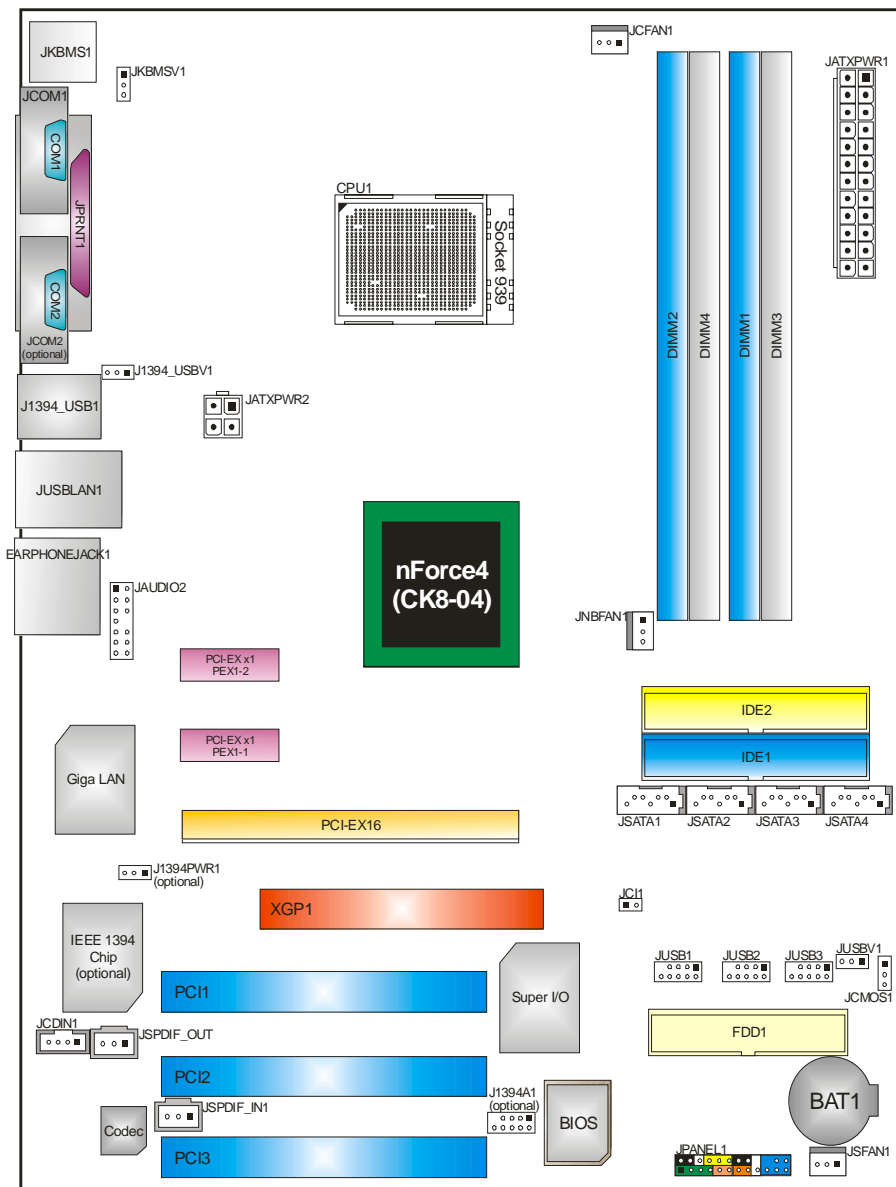 JCFAN1
JKBMS1
JKBMSV1
JATXPWR1
JCOM1
COM1
JPRNT1
COM2
JCOM2
(optional)
CPU1
Socket 939
DIMM2
DIMM4
DIMM1
DIMM3
J1394_USBV1
J1394_USB1
JATXPWR2
JUSBLAN1
EARPHONEJACK1
nForce4
(CK8-04)
JAUDIO2
JNBFAN1
PCI-EX x1
PEX1-2
IDE2
PCI-EX x1
PEX1-1
IDE1
Giga LAN
JSATA1
JSATA2
JSATA3
JSATA4
PCI-EX16
J1394PWR1
(optional)
XGP1
JCI1
IEEE 1394
Chip
(optional)
JUSB1
JUSB2
JUSB3
JUSBV1
PCI1
Super I/O
JCMOS1
JCDIN1
JSPDIF_OUT
FDD1
PCI2
J1394A1
(optional)
BAT1
JSPDIF_IN1
Codec
BIOS
PCI3
JPANEL1
JSFAN1